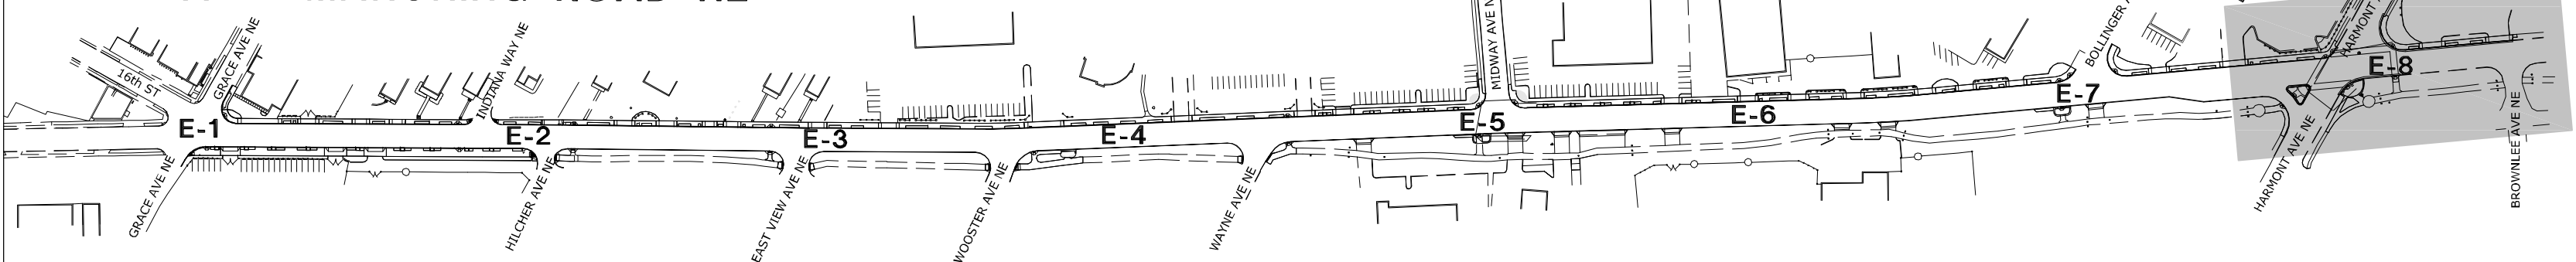 MIDWAY AVE N
BOLLINGER
HARMONT
GRACE AVE NE
INDIANA WAY NE
16th ST
E-1
E-2
E-3
E-4
E-5
E-6
E-7
E-8
GRACE AVE NE
HILCHER AVE NE
EAST VIEW AVE NE
WOOSTER AVE NE
WAYNE AVE NE
HARMONT AVE NE
BROWNLEE AVE NE